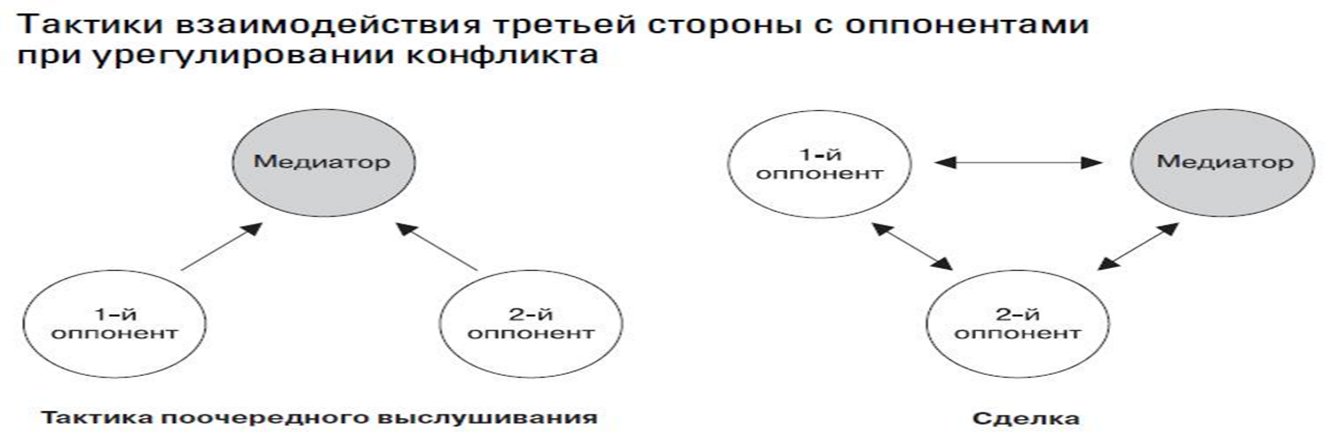 Тактики взаимодействия третьей стороны с оппонентами
при урегулировании конфликта
Медиатор
1-й
оппонент
2-й
оппонент
Тактика поочередного выслушивания
1-й
оппонент
Медиатор
2-й
оппонент
Сделка